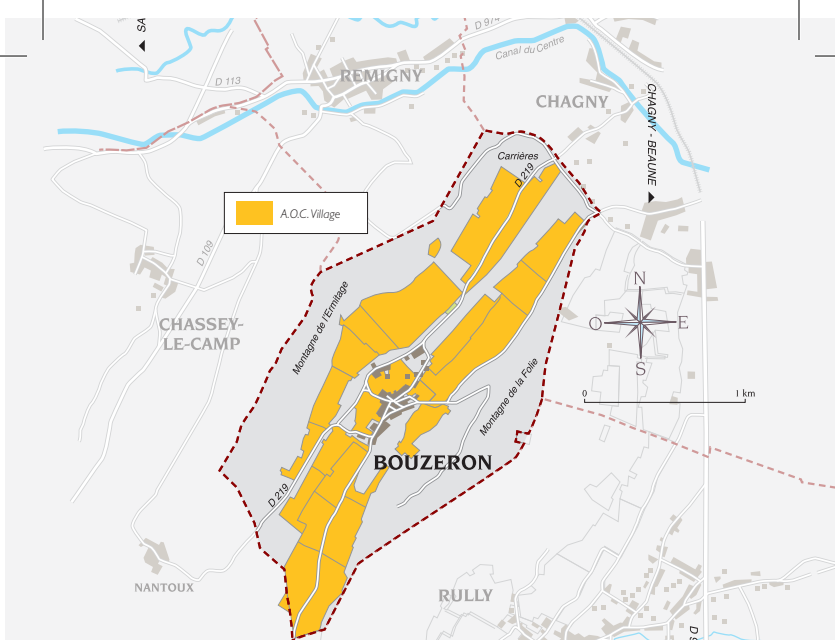 SA
D 974
Canal du Centre
REMIGNY
D 113
CHAGNY
CHAGNY - BEAUNE
Carrières
D 219
A.O.C. Village
D 109
N
O
E
S
Montagne de l'Ermitage
CHASSEY-
LE-CAMP
Montagne de la Folie
0
1 km
BOUZERON
D 219
NANTOUX
RULLY